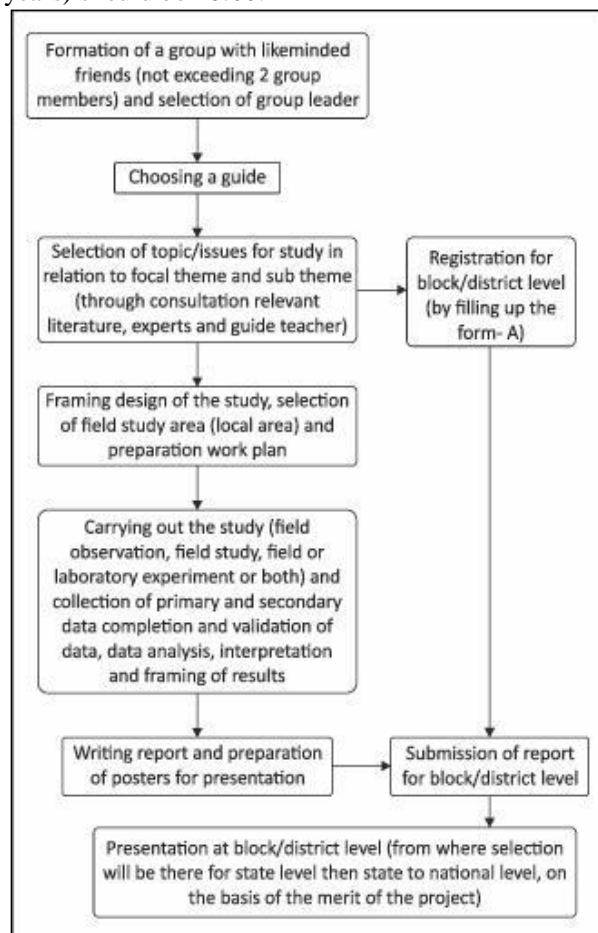 years) should be
Formation of a group with likeminded
friends (not exceeding 2 group
members) and selection of group leader
Choosing a guide
Selection of topic/issues for study in
relation to focal theme and sub theme
(through consultation relevant
literature, experts and guide teacher)
Registration for
block/district level
(by filling up the
form- A)
Framing design of the study, selection
of field study area (local area) and
preparation work plan
Carrying out the study (field
observation, field study, field or
laboratory experiment or both) and
collection of primary and secondary
data completion and validation of
data, data analysis, interpretation
and framing of results
Writing report and preparation
of posters for presentation
Submission of report
for block/district level
Presentation at block/district level (from where selection
will be there for state level then state to national level, on
the basis of the merit of the project)